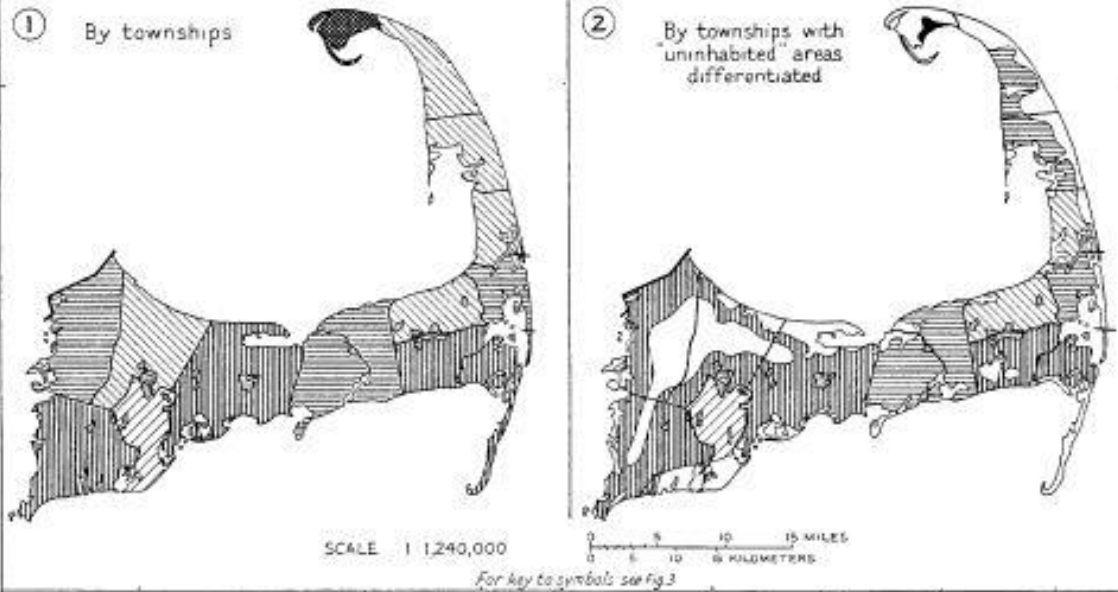 1
By townships
2
By townships with
"uninhabited" areas
differentiated
SCALE 1 1,240,000
0 5 10 15 MILES
0 5 10 15 KILOMETERS
For key to symbols see fig. 3